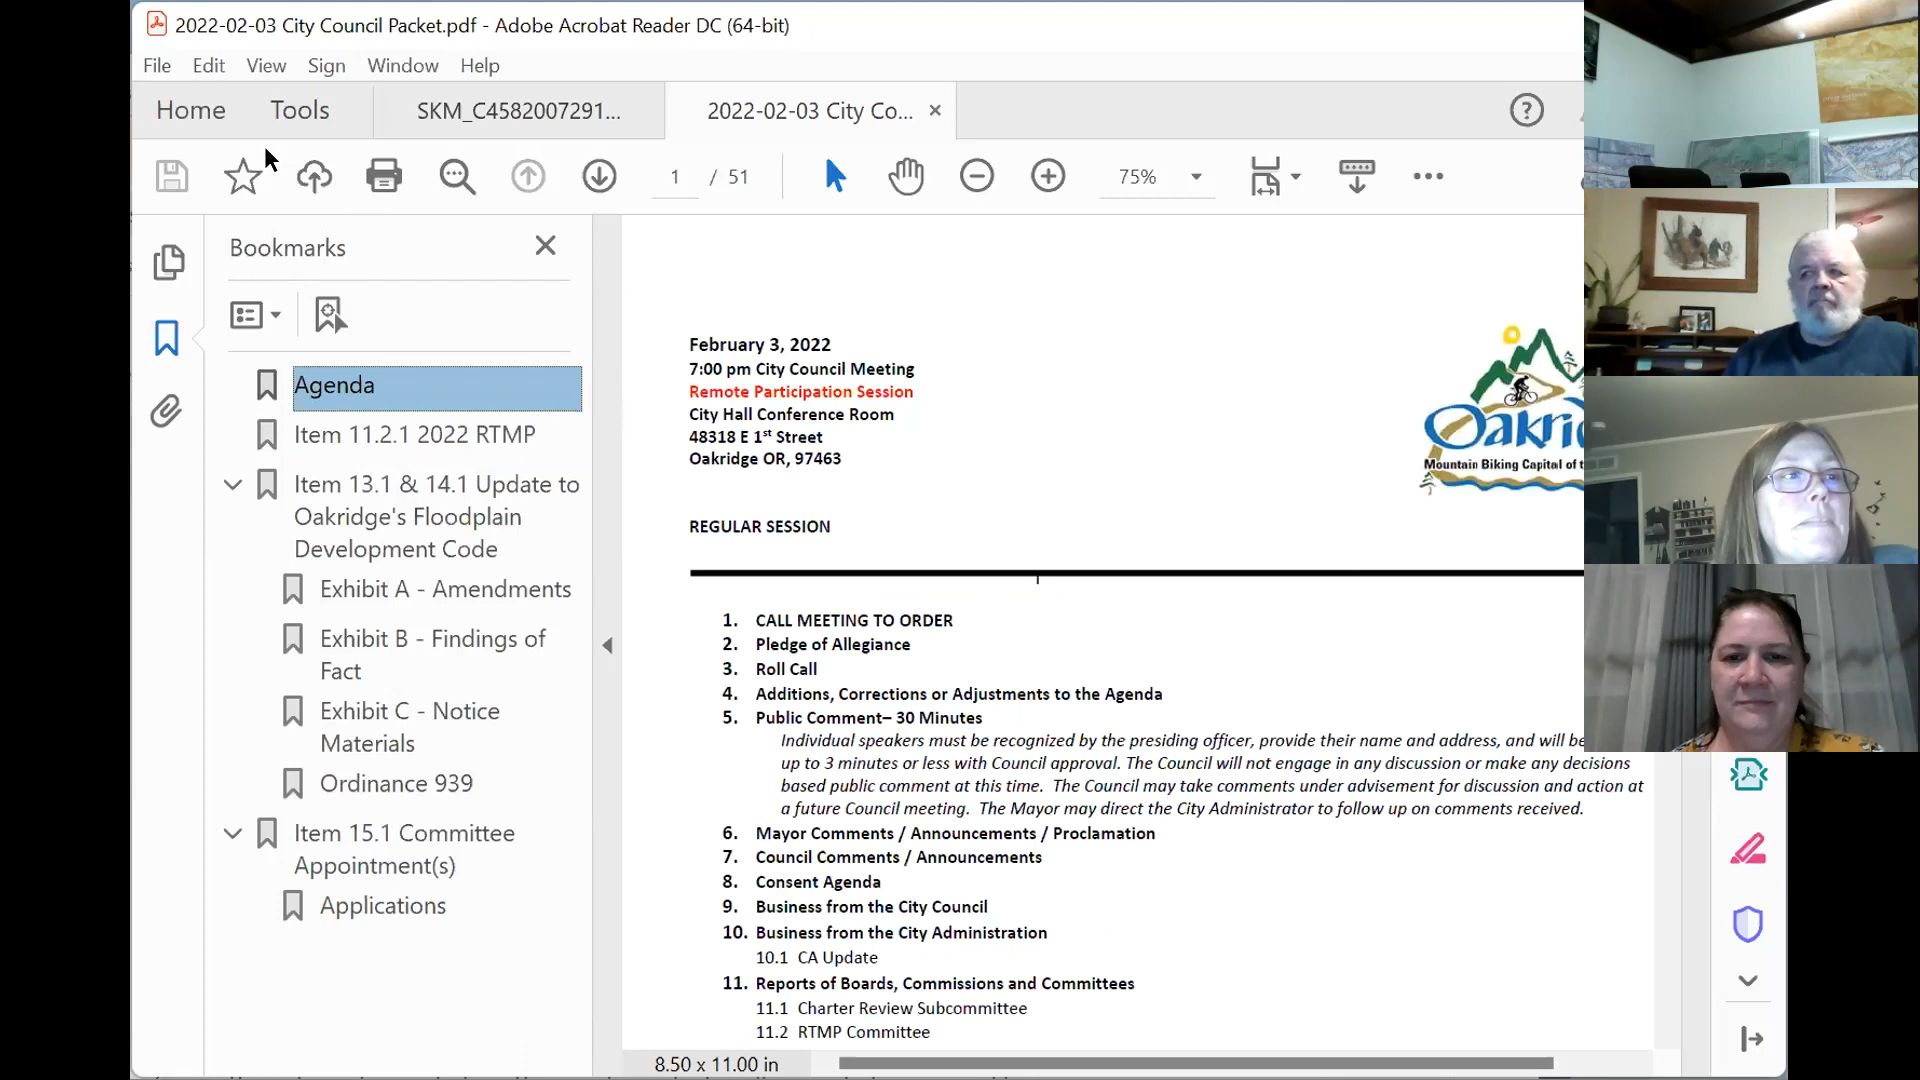 2022-02-03 City Council Packet.pdf - Adobe Acrobat Reader DC (64-bit)
File Edit View Sign Window Help
Home Tools SKM_C4582007291... 2022-02-03 City Co...
1 / 51 75%
Bookmarks
Agenda
Item 11.2.1 2022 RTMP
Item 13.1 & 14.1 Update to
Oakridge's Floodplain
Development Code
Exhibit A - Amendments
Exhibit B - Findings of
Fact
Exhibit C - Notice
Materials
Ordinance 939
Item 15.1 Committee
Appointment(s)
Applications
February 3, 2022
7:00 pm City Council Meeting
Remote Participation Session
City Hall Conference Room
48318 E 1st Street
Oakridge OR, 97463
Oakrid
Mountain Biking Capital of t
REGULAR SESSION
1. CALL MEETING TO ORDER
2. Pledge of Allegiance
3. Roll Call
4. Additions, Corrections or Adjustments to the Agenda
5. Public Comment– 30 Minutes
Individual speakers must be recognized by the presiding officer, provide their name and address, and will be
up to 3 minutes or less with Council approval. The Council will not engage in any discussion or make any decisions
based public comment at this time. The Council may take comments under advisement for discussion and action at
a future Council meeting. The Mayor may direct the City Administrator to follow up on comments received.
6. Mayor Comments / Announcements / Proclamation
7. Council Comments / Announcements
8. Consent Agenda
9. Business from the City Council
10. Business from the City Administration
10.1 CA Update
11. Reports of Boards, Commissions and Committees
11.1 Charter Review Subcommittee
11.2 RTMP Committee
8.50 x 11.00 in